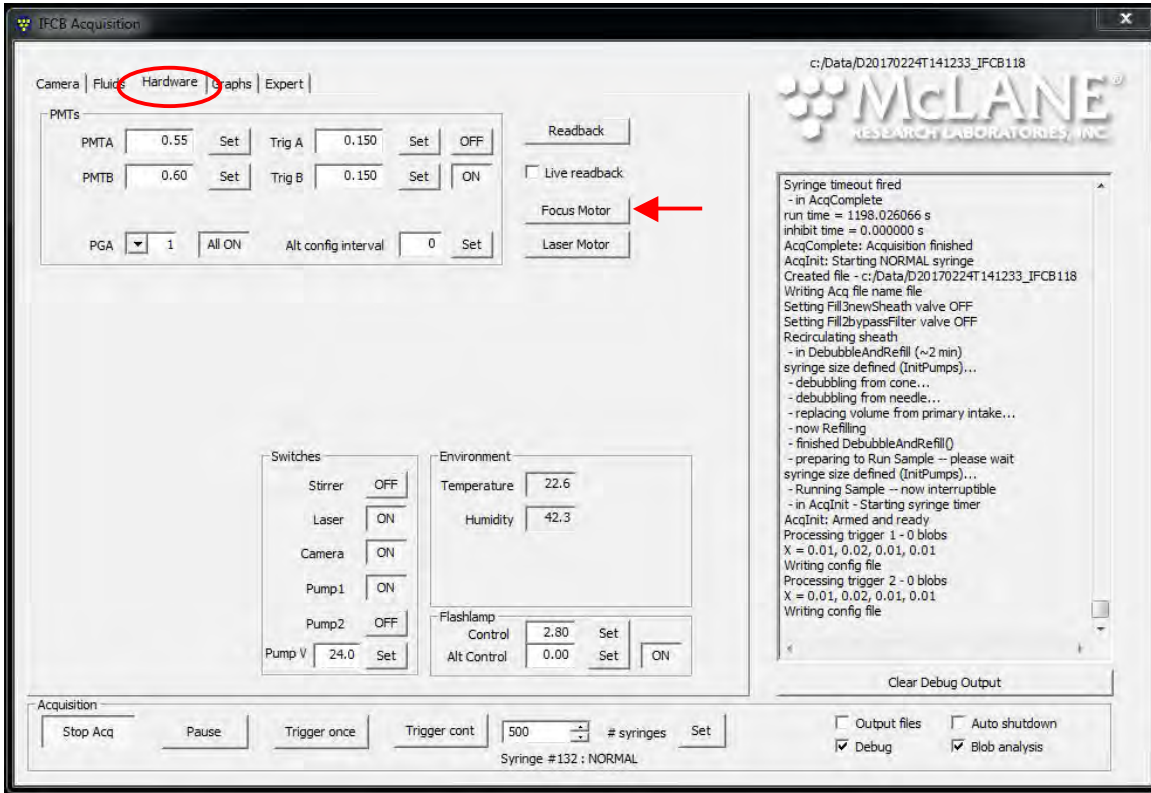 IFCB Acquisition
x
Camera Fluids Hardware Graphs Expert
PMTs
PMTA 0.55 Set Trig A 0.150 Set OFF
PMTB 0.60 Set Trig B 0.150 Set ON
PGA 1 All ON Alt config interval 0 Set
Readback
Live readback
Focus Motor
Laser Motor
Switches
Stirrer OFF
Laser ON
Camera ON
Pump1 ON
Pump2 OFF
Pump V 24.0 Set
Environment
Temperature 22.6
Humidity 42.3
Flashlamp
Control 2.80 Set
Alt Control 0.00 Set ON
c:/Data/D20170224T141233_IFCB118
McLANE®
RESEARCH LABORATORIES, INC
Syringe timeout fired
- in AcqComplete
run time = 1198.026066 s
inhibit time = 0.000000 s
AcqComplete: Acquisition finished
AcqInit: Starting NORMAL syringe
Created file - c:/Data/D20170224T141233_IFCB118
Writing Acq file name file
Setting Fill3newSheath valve OFF
Setting Fill2bypassFilter valve OFF
Recirculating sheath
- in DebubbleAndRefill (~2 min)
syringe size defined (InitPumps)...
- debubbling from cone...
- debubbling from needle...
- replacing volume from primary intake...
- now Refilling
- finished DebubbleAndRefill()
- preparing to Run Sample -- please wait
syringe size defined (InitPumps)...
- Running Sample -- now interruptible
- in AcqInit - Starting syringe timer
AcqInit: Armed and ready
Processing trigger 1 - 0 blobs
X = 0.01, 0.02, 0.01, 0.01
Writing config file
Processing trigger 2 - 0 blobs
X = 0.01, 0.02, 0.01, 0.01
Writing config file
Clear Debug Output
Acquisition
Stop Acq Pause Trigger once Trigger cont 500 # syringes Set
Syringe #132 : NORMAL
Output files Auto shutdown
Debug Blob analysis